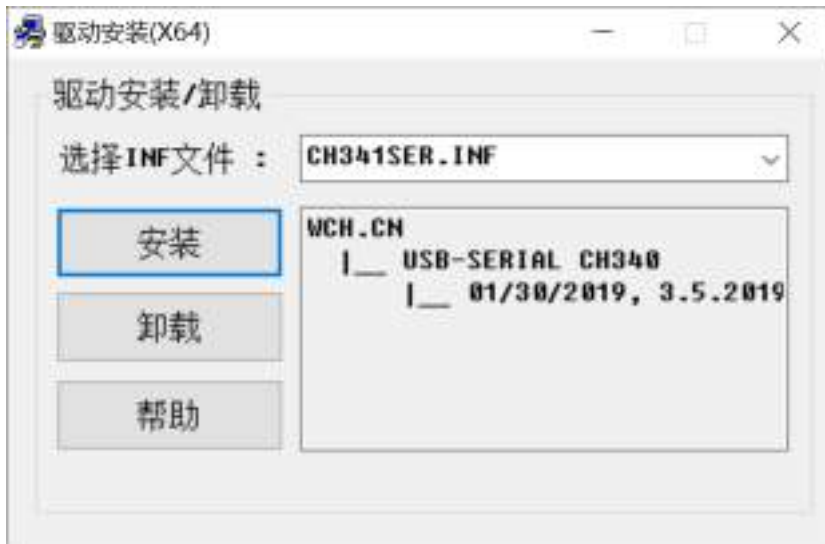 驱动安装(X64)
驱动安装/卸载
选择INF文件 : CH341SER.INF
安装
卸载
帮助
WCH.CN
|__ USB-SERIAL CH340
|__ 01/30/2019, 3.5.2019